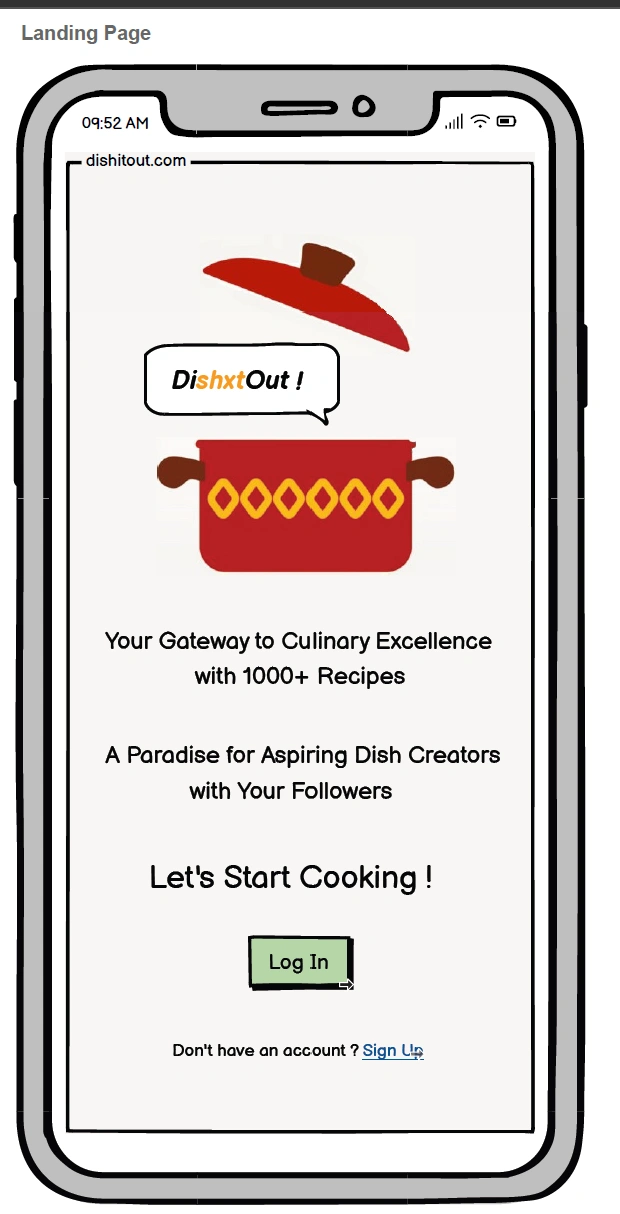 Landing Page
09:52 AM
dishitout.com
DishxtOut !
Your Gateway to Culinary Excellence
with 1000+ Recipes
A Paradise for Aspiring Dish Creators
with Your Followers
Let's Start Cooking !
Log In
Don't have an account ? Sign Up